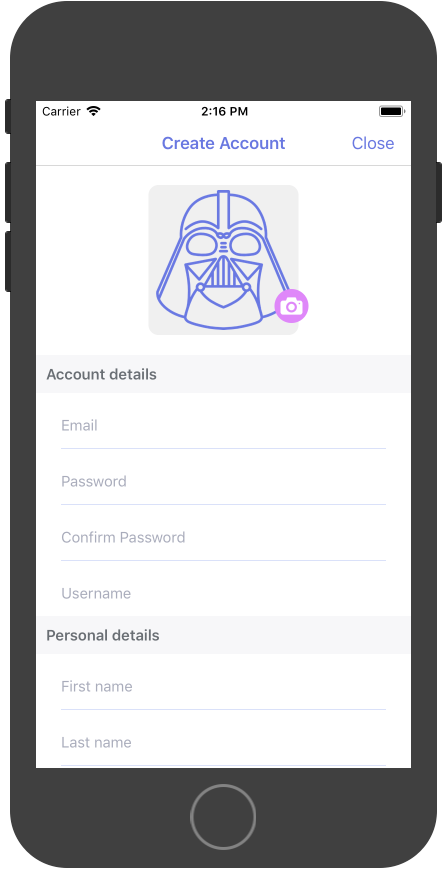 Carrier 2:16 PM
Create Account Close
Account details
Email
Password
Confirm Password
Username
Personal details
First name
Last name